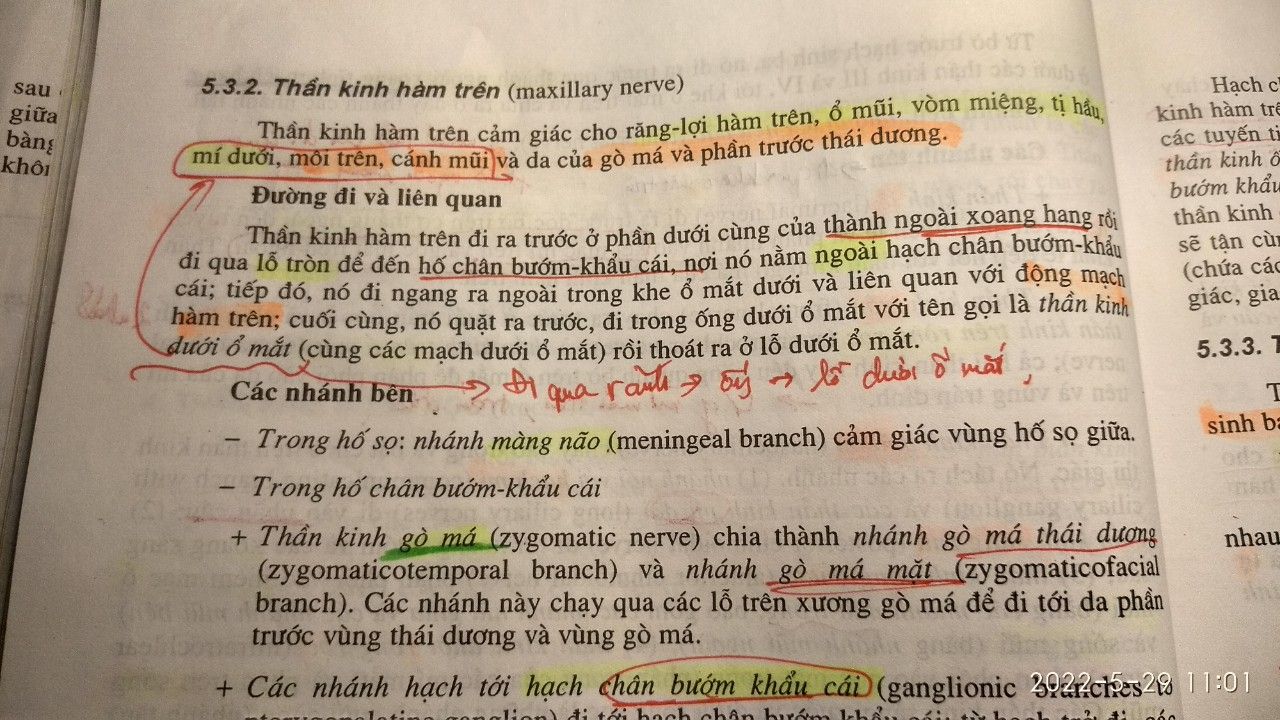 sau
giữa
khôi
5.3.2. Thần kinh hàm trên (maxillary nerve)
Thần kinh hàm trên cảm giác cho răng-lợi hàm trên, ổ mũi, vòm miệng, tị hầu,
mí dưới, môi trên, cánh mũi và da của gò má và phần trước thái dương.
Đường đi và liên quan
Thần kinh hàm trên đi ra trước ở phần dưới cùng của thành ngoài xoang hang rồi
đi qua lỗ tròn để đến hố chân bướm-khẩu cái, nơi nó nằm ngoài hạch chân bướm-khẩu
cái; tiếp đó, nó đi ngang ra ngoài trong khe ổ mắt dưới và liên quan với động mạch
hàm trên; cuối cùng, nó quặt ra trước, đi trong ống dưới ổ mắt với tên gọi là thần kinh
dưới ổ mắt (cùng các mạch dưới ổ mắt) rồi thoát ra ở lỗ dưới ổ mắt.
Đi qua rãnh → ống → lỗ dưới ổ mắt
Các nhánh bên
– Trong hố sọ: nhánh màng não (meningeal branch) cảm giác vùng hố sọ giữa.
– Trong hố chân bướm-khẩu cái
+ Thần kinh gò má (zygomatic nerve) chia thành nhánh gò má thái dương
(zygomaticotemporal branch) và nhánh gò má mặt (zygomaticofacial
branch). Các nhánh này chạy qua các lỗ trên xương gò má để đi tới da phần
trước vùng thái dương và vùng gò má.
+ Các nhánh hạch tới hạch chân bướm khẩu cái (ganglionic branches to
Hạch
kinh hàm
các tuyến
thần kinh
bướm khẩu
thần kinh
sẽ tận cùng
(chứa các
giác, gia
5.3.3.
sinh
nhau
2022-5-29 11:01